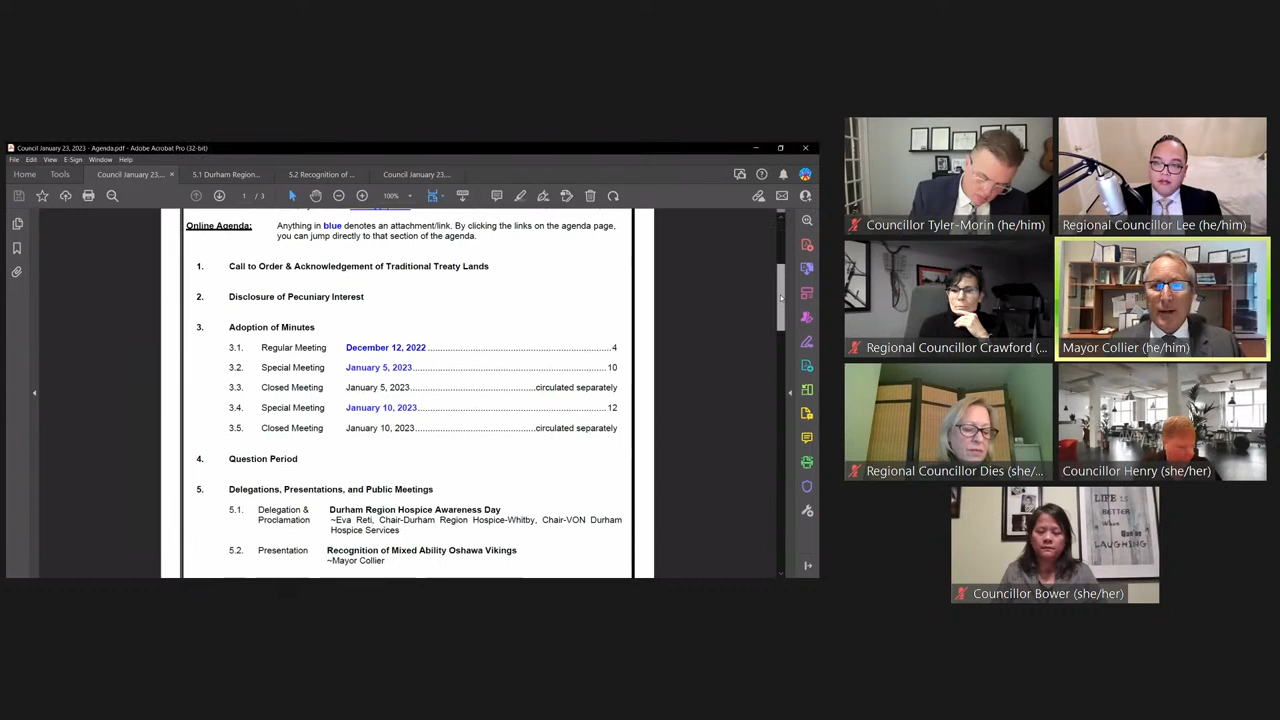 Council January 23, 2023 - Agenda.pdf - Adobe Acrobat Pro (32-bit)
File Edit View E-Sign Window Help
Home Tools Council January 23,... × 5.1 Durham Region... 5.2 Recognition of ... Council January 23,...
1 / 3 100%
Online Agenda: Anything in blue denotes an attachment/link. By clicking the links on the agenda page,
you can jump directly to that section of the agenda.
1. Call to Order & Acknowledgement of Traditional Treaty Lands
2. Disclosure of Pecuniary Interest
3. Adoption of Minutes
3.1. Regular Meeting December 12, 2022 4
3.2. Special Meeting January 5, 2023 10
3.3. Closed Meeting January 5, 2023 circulated separately
3.4. Special Meeting January 10, 2023 12
3.5. Closed Meeting January 10, 2023 circulated separately
4. Question Period
5. Delegations, Presentations, and Public Meetings
5.1. Delegation & Durham Region Hospice Awareness Day
Proclamation ~Eva Reti, Chair-Durham Region Hospice-Whitby, Chair-VON Durham
Hospice Services
5.2. Presentation Recognition of Mixed Ability Oshawa Vikings
~Mayor Collier
Councillor Tyler-Morin (he/him)
Regional Councillor Lee (he/him)
Regional Councillor Crawford (...
Mayor Collier (he/him)
Regional Councillor Dies (she/...
Councillor Henry (she/her)
LIFE IS
BETTER
When
You're
LAUGHING
Councillor Bower (she/her)